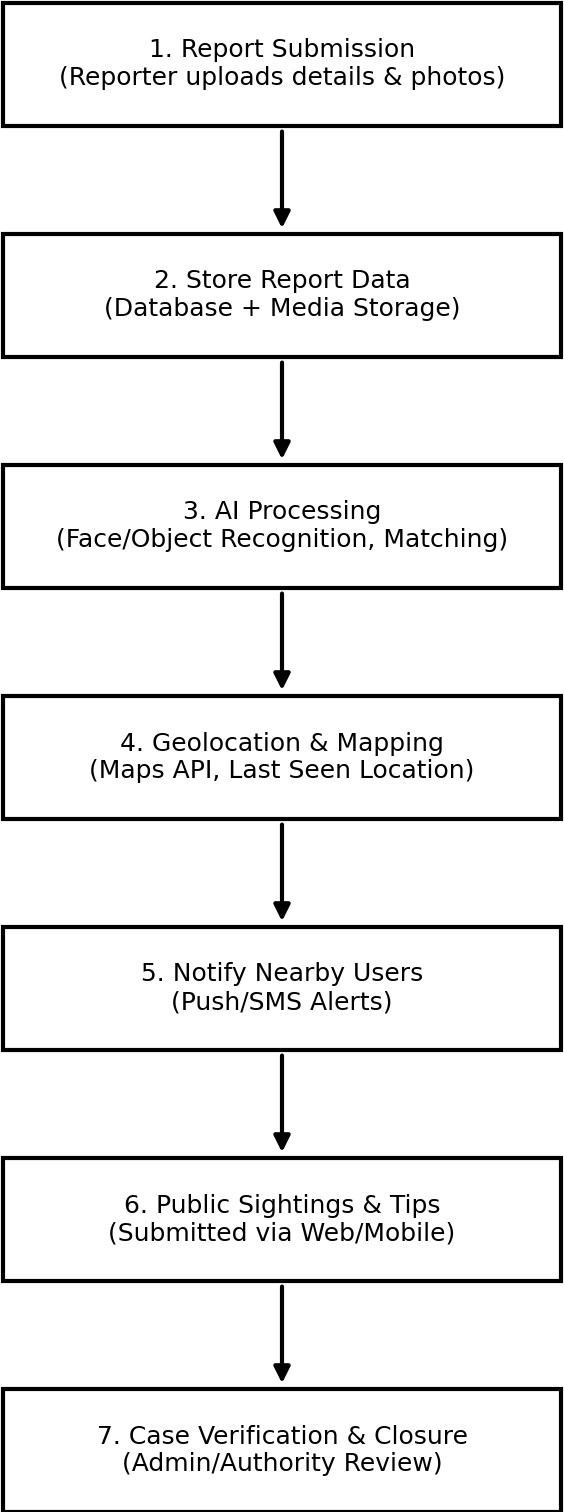 1. Report Submission
(Reporter uploads details & photos)
2. Store Report Data
(Database + Media Storage)
3. AI Processing
(Face/Object Recognition, Matching)
4. Geolocation & Mapping
(Maps API, Last Seen Location)
5. Notify Nearby Users
(Push/SMS Alerts)
6. Public Sightings & Tips
(Submitted via Web/Mobile)
7. Case Verification & Closure
(Admin/Authority Review)